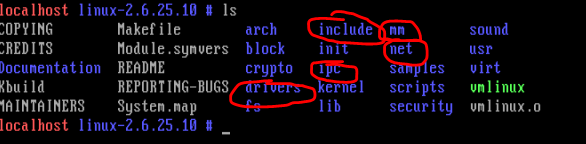 localhost linux-2.6.25.10 # ls
COPYING Makefile arch include mm sound
CREDITS Module.symvers block init net usr
Documentation README crypto ipc samples virt
Kbuild REPORTING-BUGS drivers kernel scripts vmlinux
MAINTAINERS System.map fs lib security vmlinux.o
localhost linux-2.6.25.10 # _